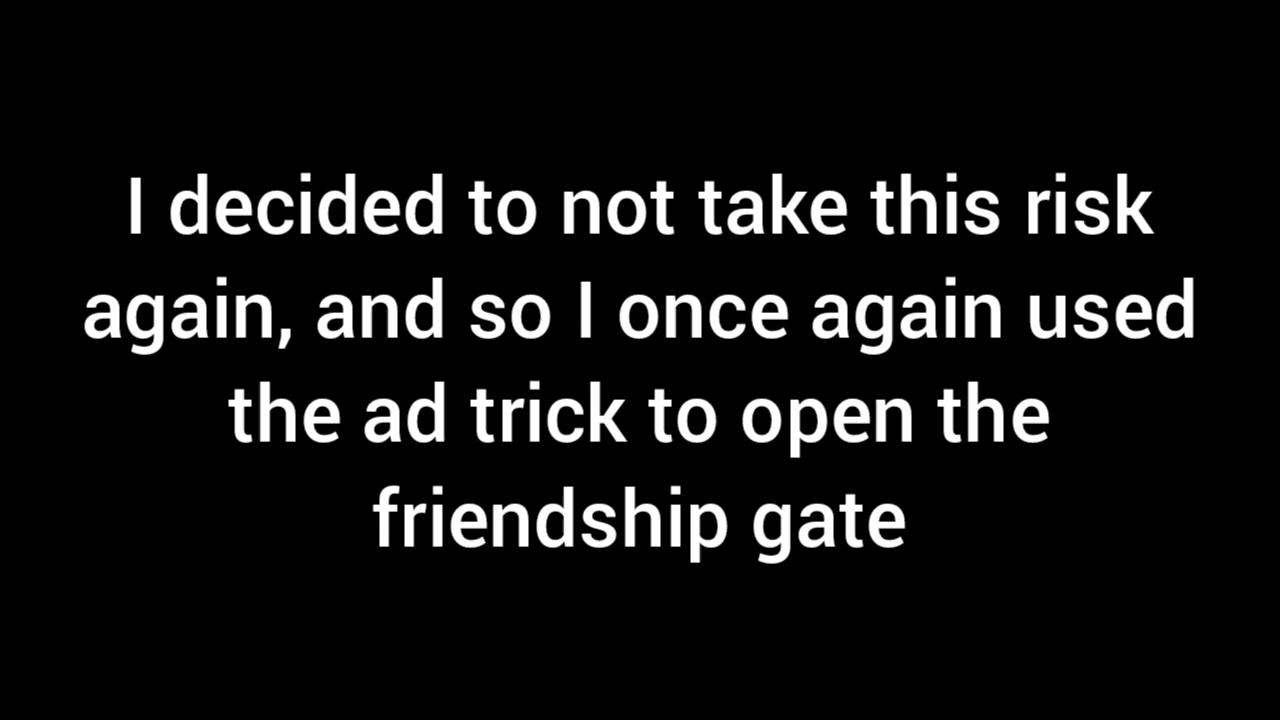 I decided to not take this risk
again, and so I once again used
the ad trick to open the
friendship gate